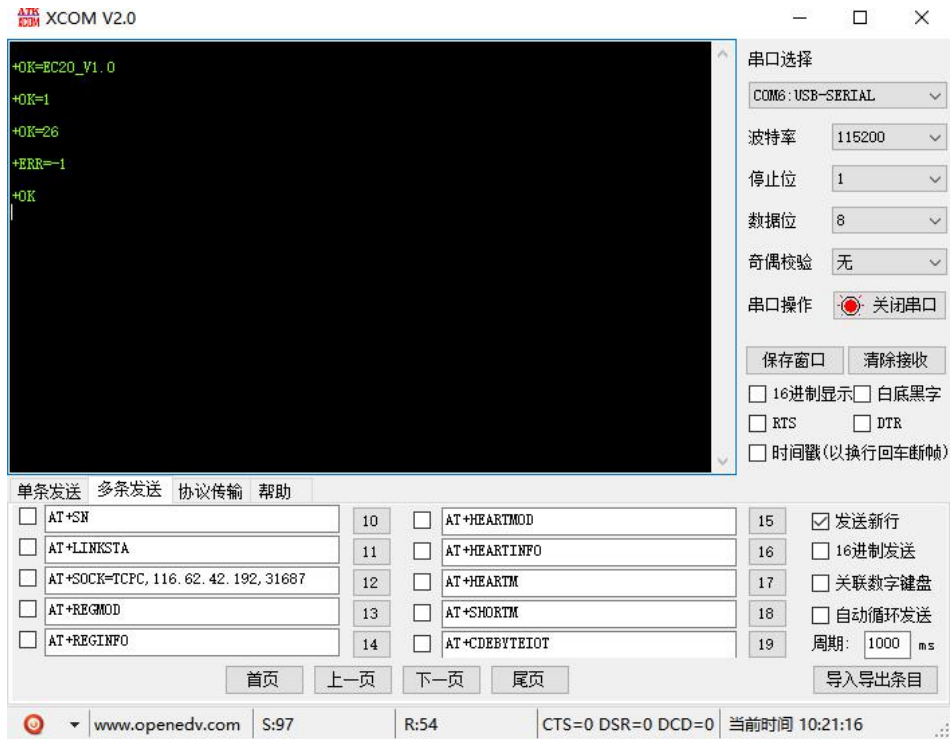 ATK XCOM XCOM V2.0
+OK=EC20_V1.0
+OK=1
+OK=26
+ERR=-1
+OK
串口选择
COM6:USB-SERIAL
波特率 115200
停止位 1
数据位 8
奇偶校验 无
串口操作 关闭串口
保存窗口 清除接收
16进制显示 白底黑字
RTS DTR
时间戳(以换行回车断帧)
单条发送 多条发送 协议传输 帮助
AT+SN 10 AT+HEARTMOD 15 发送新行
AT+LINKSTA 11 AT+HEARTINFO 16 16进制发送
AT+SOCK=TCPC,116.62.42.192,31687 12 AT+HEARTM 17 关联数字键盘
AT+REGMOD 13 AT+SHORTM 18 自动循环发送
AT+REGINFO 14 AT+CDEBYTEIOT 19 周期: 1000 ms
首页 上一页 下一页 尾页 导入导出条目
www.openedv.com S:97 R:54 CTS=0 DSR=0 DCD=0 当前时间 10:21:16